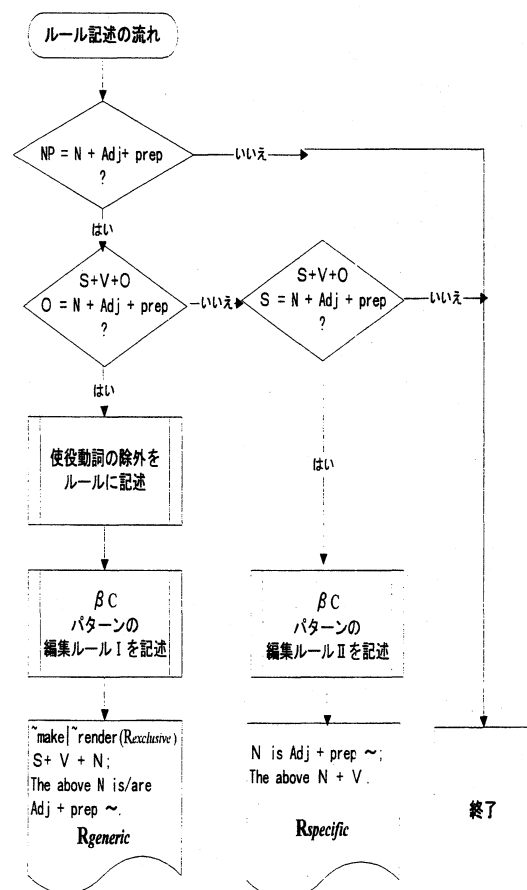 ルール記述の流れ
NP = N + Adj+ prep
?
いいえ
はい
S+V+O
O = N + Adj + prep
?
いいえ
S+V+O
S = N + Adj + prep
?
いいえ
はい
はい
使役動詞の除外を
ルールに記述
βC
パターンの
編集ルールⅠを記述
βC
パターンの
編集ルールⅡを記述
~make|~render(Rexclusive)
S+ V + N;
The above N is/are
Adj + prep ~.
Rgeneric
N is Adj + prep ~;
The above N + V.
Rspecific
終了